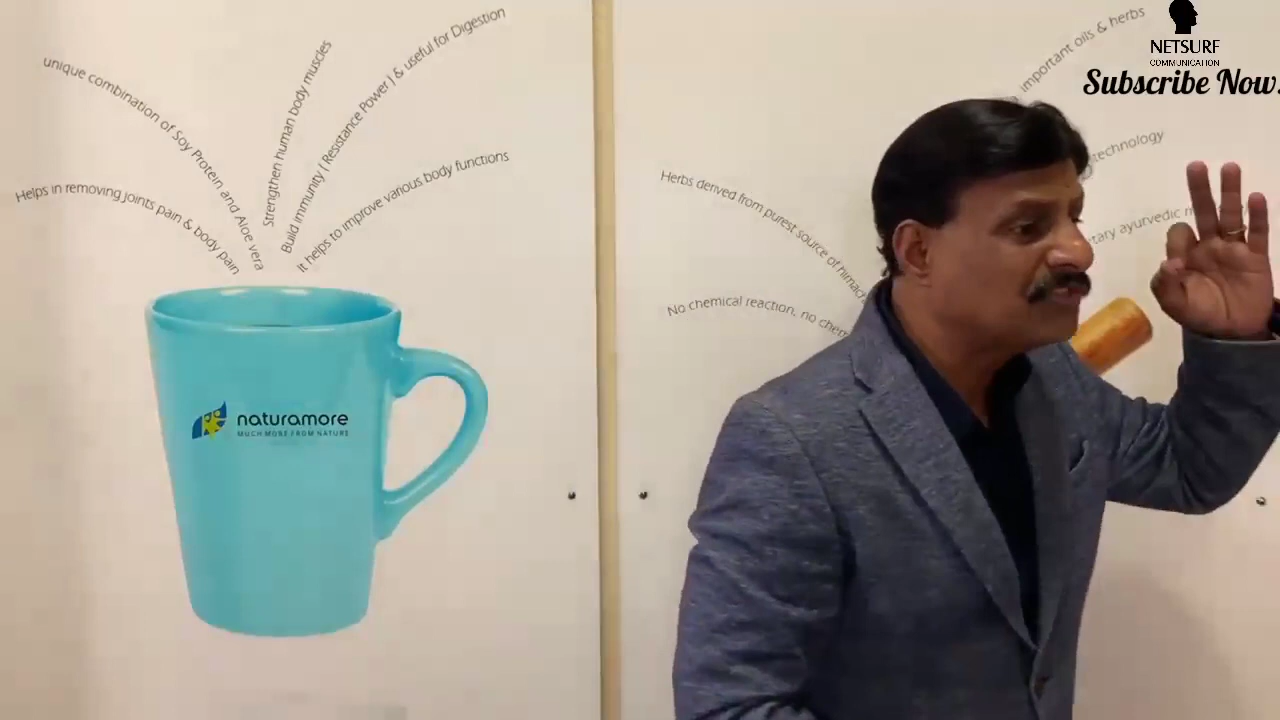 unique combination of Soy Protein and Aloe vera
Strengthen human body muscles
Build immunity ( Resistance Power ) & useful for Digestion
Helps in removing joints pain & body pain
It helps to improve various body functions
naturamore
MUCH MORE FROM NATURE
important oils & herbs
technology
Herbs derived from purest source of
tary ayurvedic
No chemical reaction, no
NETSURF
COMMUNICATION
Subscribe Now